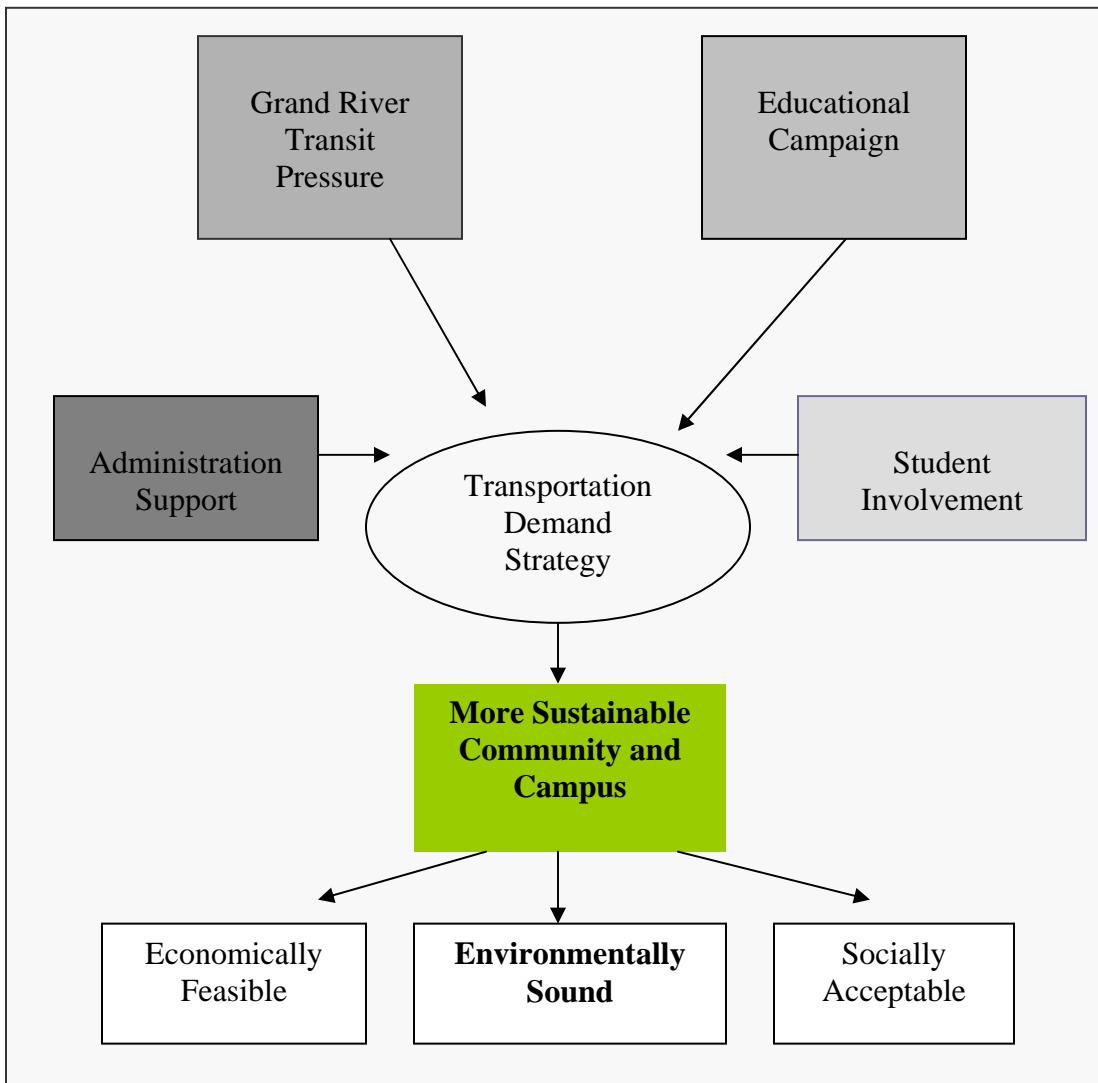 Grand River
Transit
Pressure
Educational
Campaign
Administration
Support
Transportation
Demand
Strategy
Student
Involvement
More Sustainable
Community and
Campus
Economically
Feasible
Environmentally
Sound
Socially
Acceptable